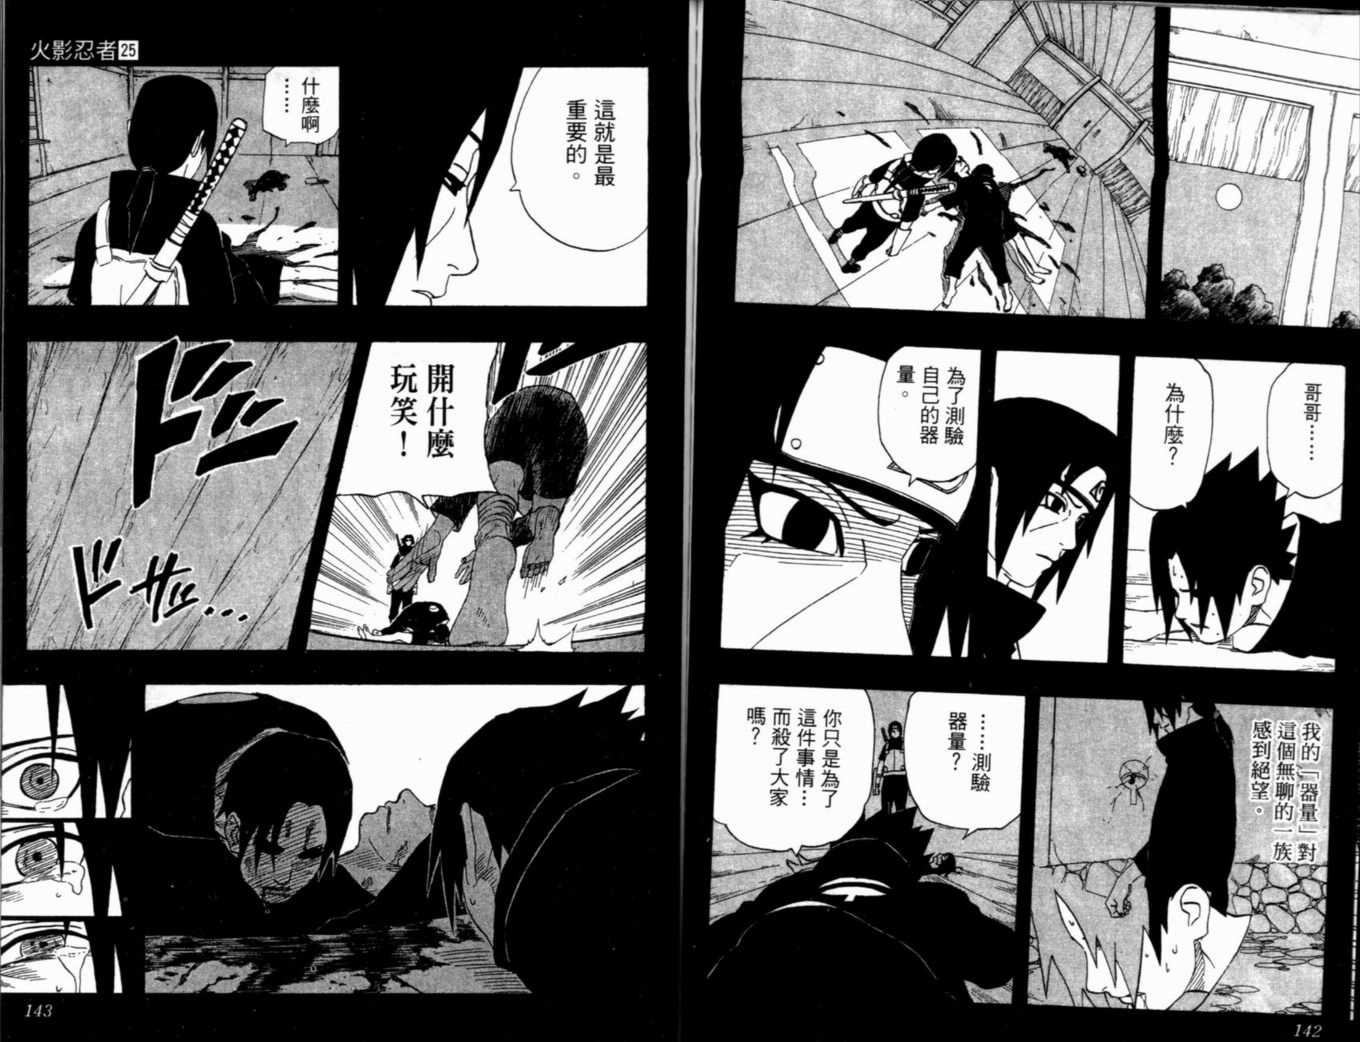 哥哥……
為什麼?
為了測驗
自己的器
量。
我的「器量」對
這個無聊的一族
感到絕望。
……測驗
器量?
你只是為了
這件事情…
而殺了大家
嗎?
142
火影忍者25
這就是最
重要的。
什麼啊
……
開什麼
玩笑!
ドドン
ドサッ…
143